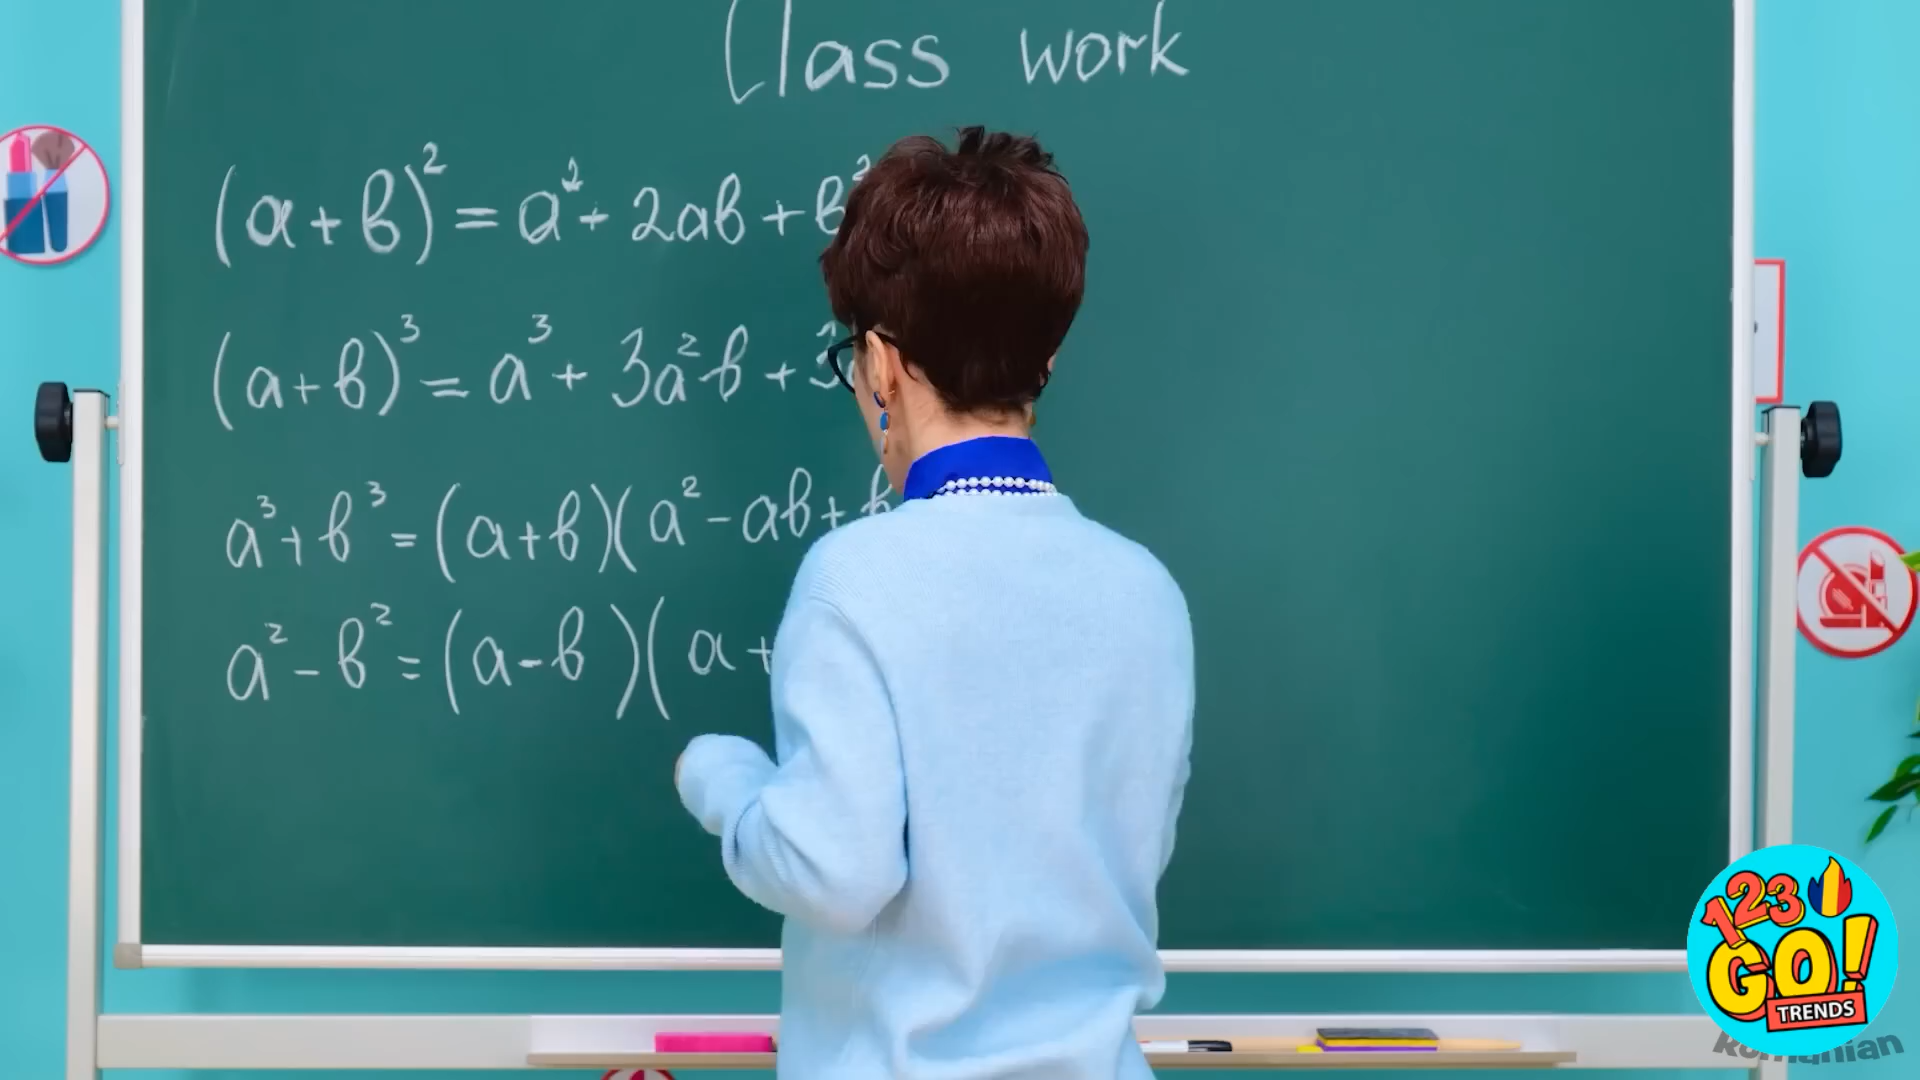 Class work
(a+b)² = a² + 2ab + b²
(a+b)³ = a³ + 3a²b + 3
a³+b³ = (a+b)(a² - ab + b
a² - b² = (a-b)(a +
123
GO!
TRENDS
Romanian